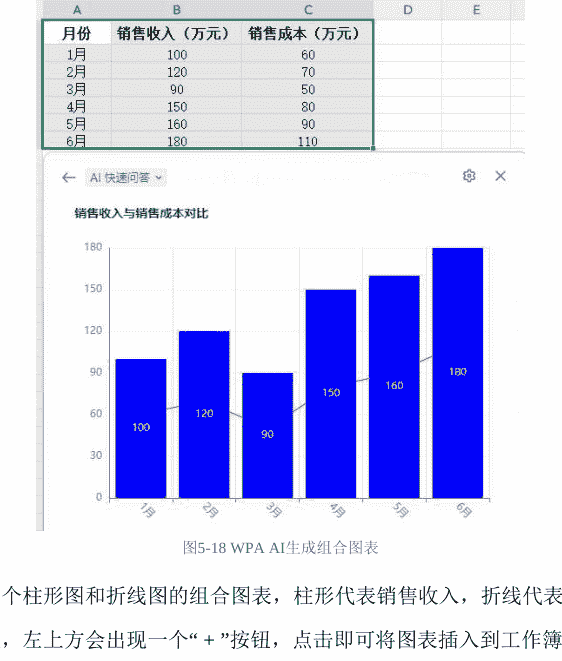 A B C D E
月份 销售收入（万元） 销售成本（万元）
1月 100 60
2月 120 70
3月 90 50
4月 150 80
5月 160 90
6月 180 110
AI 快速问答
销售收入与销售成本对比
180
150
120
90
60
30
0
100 120 90 150 160 180
1月 2月 3月 4月 5月 6月
图5-18 WPA AI生成组合图表
个柱形图和折线图的组合图表，柱形代表销售收入，折线代表
，左上方会出现一个“＋”按钮，点击即可将图表插入到工作簿